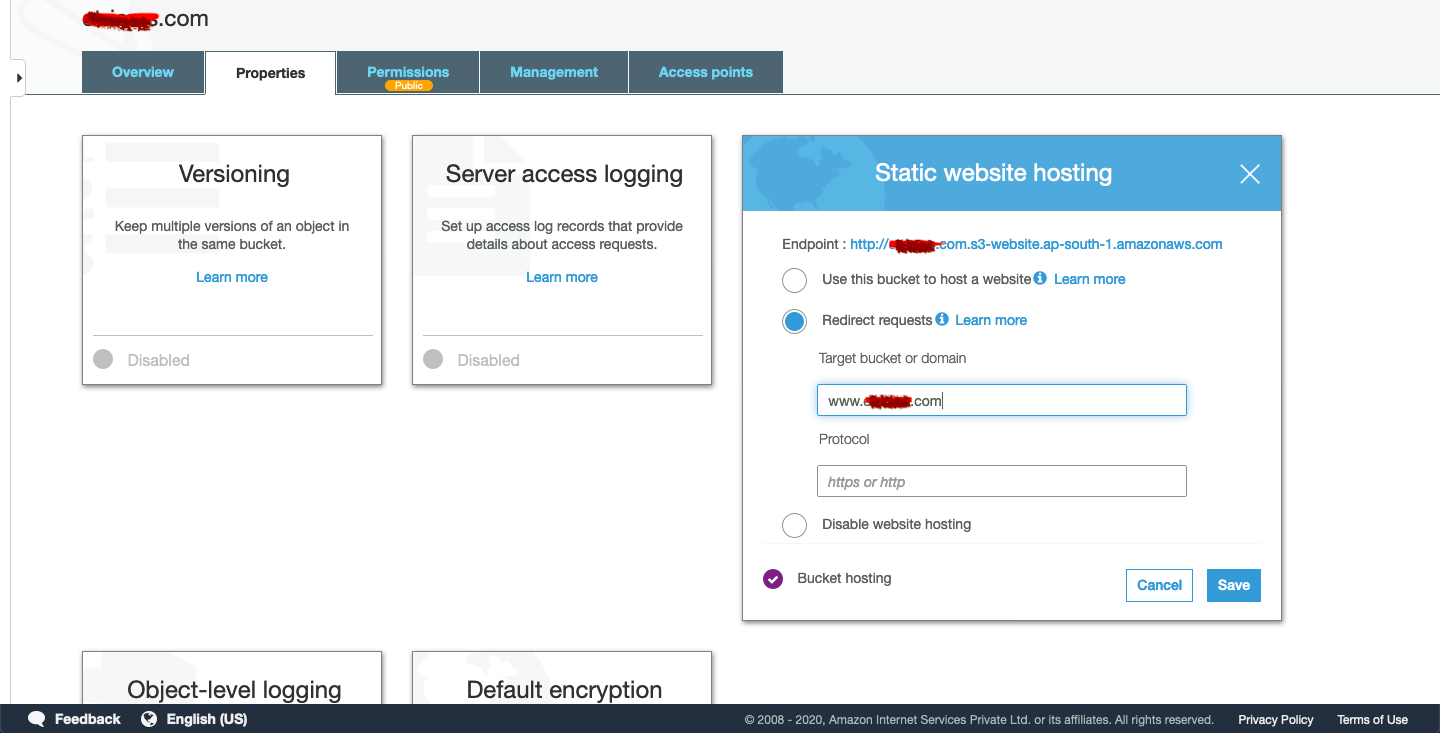 .com
Overview
Properties
Permissions
Public
Management
Access points
Versioning
Keep multiple versions of an object in
the same bucket.
Learn more
Disabled
Server access logging
Set up access log records that provide
details about access requests.
Learn more
Disabled
Static website hosting
Endpoint : http:// .com.s3-website.ap-south-1.amazonaws.com
Use this bucket to host a website Learn more
Redirect requests Learn more
Target bucket or domain
www. .com
Protocol
https or http
Disable website hosting
Bucket hosting
Cancel
Save
Object-level logging
Default encryption
Feedback
English (US)
© 2008 - 2020, Amazon Internet Services Private Ltd. or its affiliates. All rights reserved.
Privacy Policy
Terms of Use